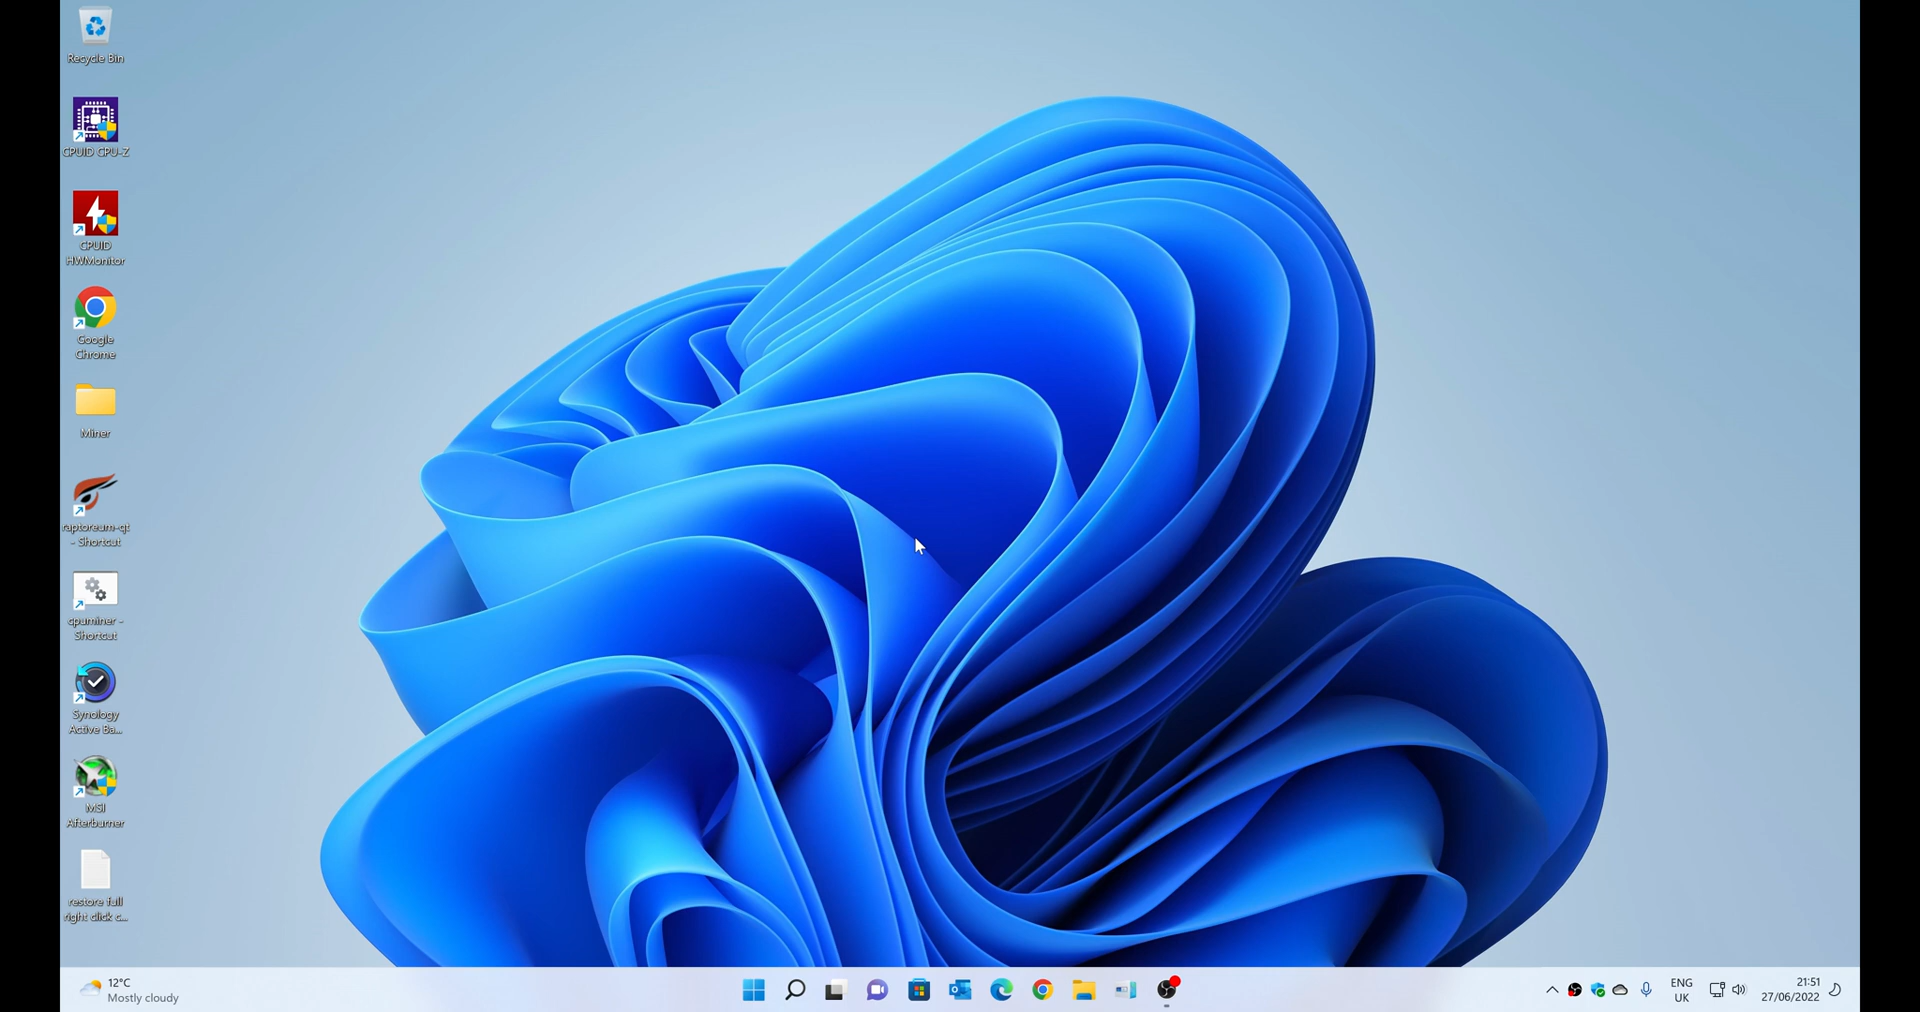 Recycle Bin
CPUID CPU-Z
CPUID
HWMonitor
Google
Chrome
Miner
raptoreum-qt
- Shortcut
cpuminer -
Shortcut
Synology
Active Ba...
MSI
Afterburner
restore full
right click c...
12°C
Mostly cloudy
ENG
UK
21:51
27/06/2022